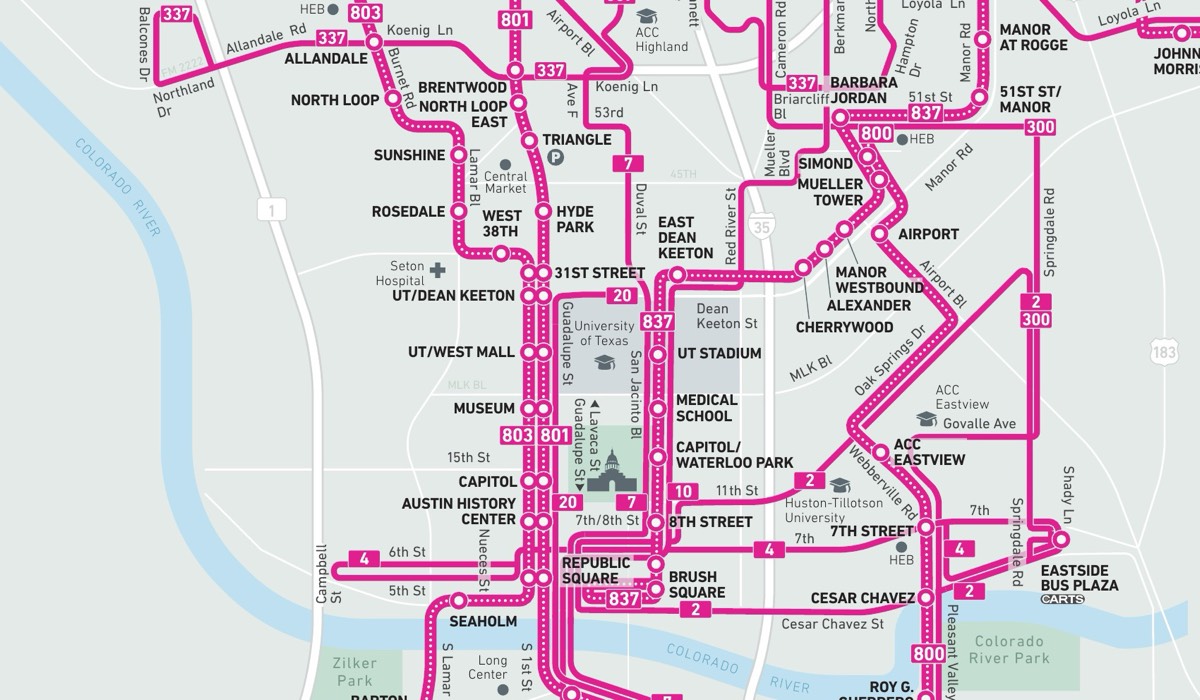 337
Balcones Dr
FM 2222
Northland
Dr
Allandale Rd
337
HEB
803
ALLANDALE
Koenig Ln
Burnet Rd
NORTH LOOP
801
Airport Bl
ACC
Highland
BRENTWOOD
NORTH LOOP
EAST
337
Koenig Ln
Ave F
53rd
TRIANGLE
P
7
Duval St
45TH
SUNSHINE
Lamar Bl
Central
Market
ROSEDALE
WEST
38TH
HYDE
PARK
Seton
Hospital
31ST STREET
UT/DEAN KEETON
20
UT/WEST MALL
Guadalupe St
University
of Texas
MLK BL
MUSEUM
803
801
15th St
CAPITOL
AUSTIN HISTORY
CENTER
Guadalupe St
Lavaca St
San Jacinto Bl
20
7
7th/8th St
Nueces St
Campbell
St
4
6th St
5th St
REPUBLIC
SQUARE
SEAHOLM
837
BRUSH
SQUARE
S Lamar
S 1st St
Long
Center
Zilker
Park
COLORADO
RIVER
1
Cameron Rd
Berkman
North
Hampton
Dr
Loyola Ln
Manor Rd
MANOR
AT ROGGE
Loyola Ln
337
BARBARA
JORDAN
Briarcliff
Bl
51st St
837
51ST ST/
MANOR
300
800
HEB
Mueller
Blvd
SIMOND
MUELLER
TOWER
Manor Rd
35
Red River St
EAST
DEAN
KEETON
AIRPORT
Airport Bl
Springdale Rd
MANOR
WESTBOUND
ALEXANDER
CHERRYWOOD
2
300
837
Dean
Keeton St
UT STADIUM
MLK Bl
Oak Springs Dr
183
MEDICAL
SCHOOL
ACC
Eastview
Govalle Ave
CAPITOL/
WATERLOO PARK
ACC
EASTVIEW
Webberville Rd
10
11th St
2
Huston-Tillotson
University
8TH STREET
7TH STREET
7th
Springdale Rd
Shady Ln
4
7th
HEB
4
EASTSIDE
BUS PLAZA
CARTS
CESAR CHAVEZ
2
2
Cesar Chavez St
Pleasant Valley
800
Colorado
River Park
COLORADO
RIVER
ROY G.